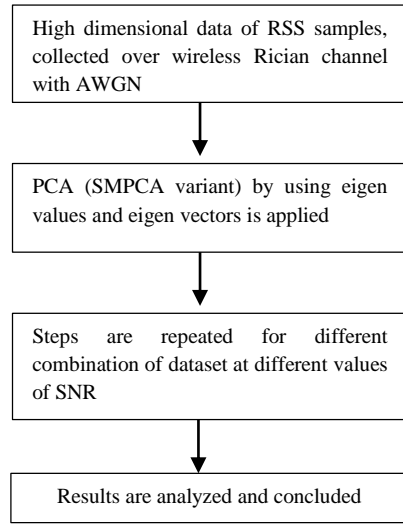 High dimensional data of RSS samples,
collected over wireless Rician channel
with AWGN
PCA (SMPCA variant) by using eigen
values and eigen vectors is applied
Steps are repeated for different
combination of dataset at different values
of SNR
Results are analyzed and concluded